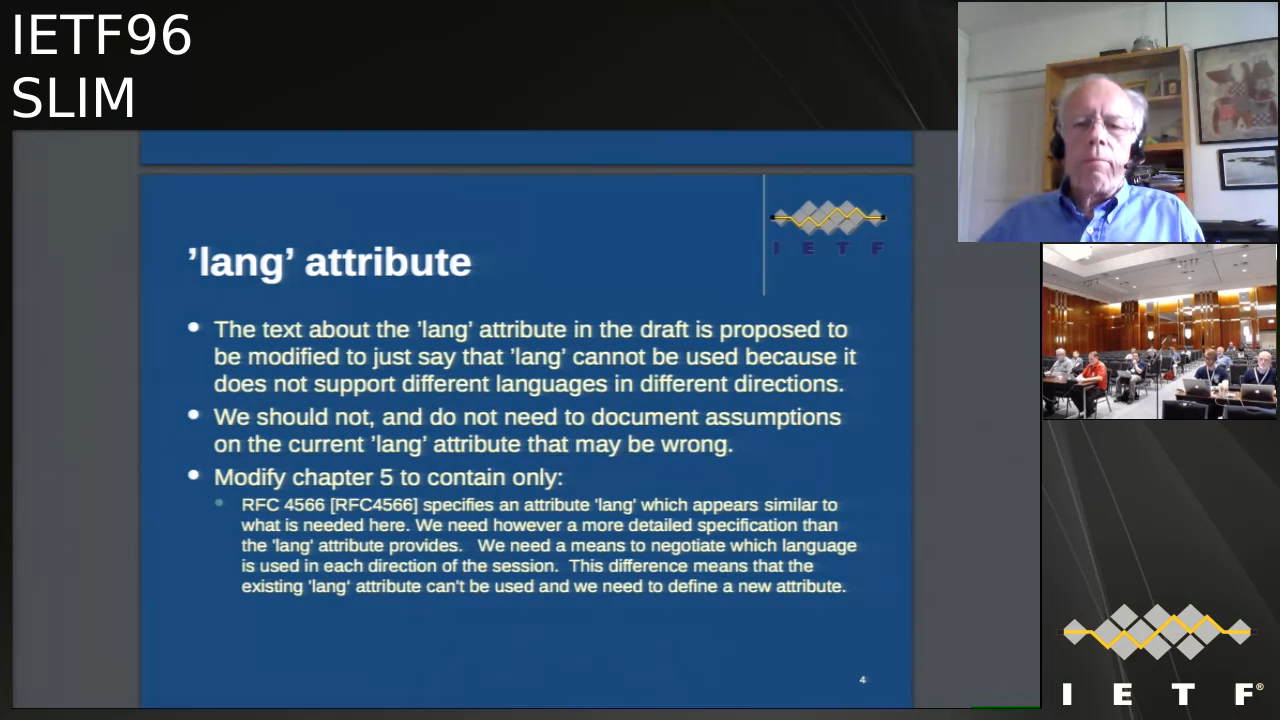 IETF96
SLIM
IETF
’lang’ attribute
The text about the ’lang’ attribute in the draft is proposed to
be modified to just say that ’lang’ cannot be used because it
does not support different languages in different directions.
We should not, and do not need to document assumptions
on the current ’lang’ attribute that may be wrong.
Modify chapter 5 to contain only:
RFC 4566 [RFC4566] specifies an attribute 'lang' which appears similar to
what is needed here. We need however a more detailed specification than
the 'lang' attribute provides.   We need a means to negotiate which language
is used in each direction of the session.  This difference means that the
existing 'lang' attribute can't be used and we need to define a new attribute.
4
IETF®